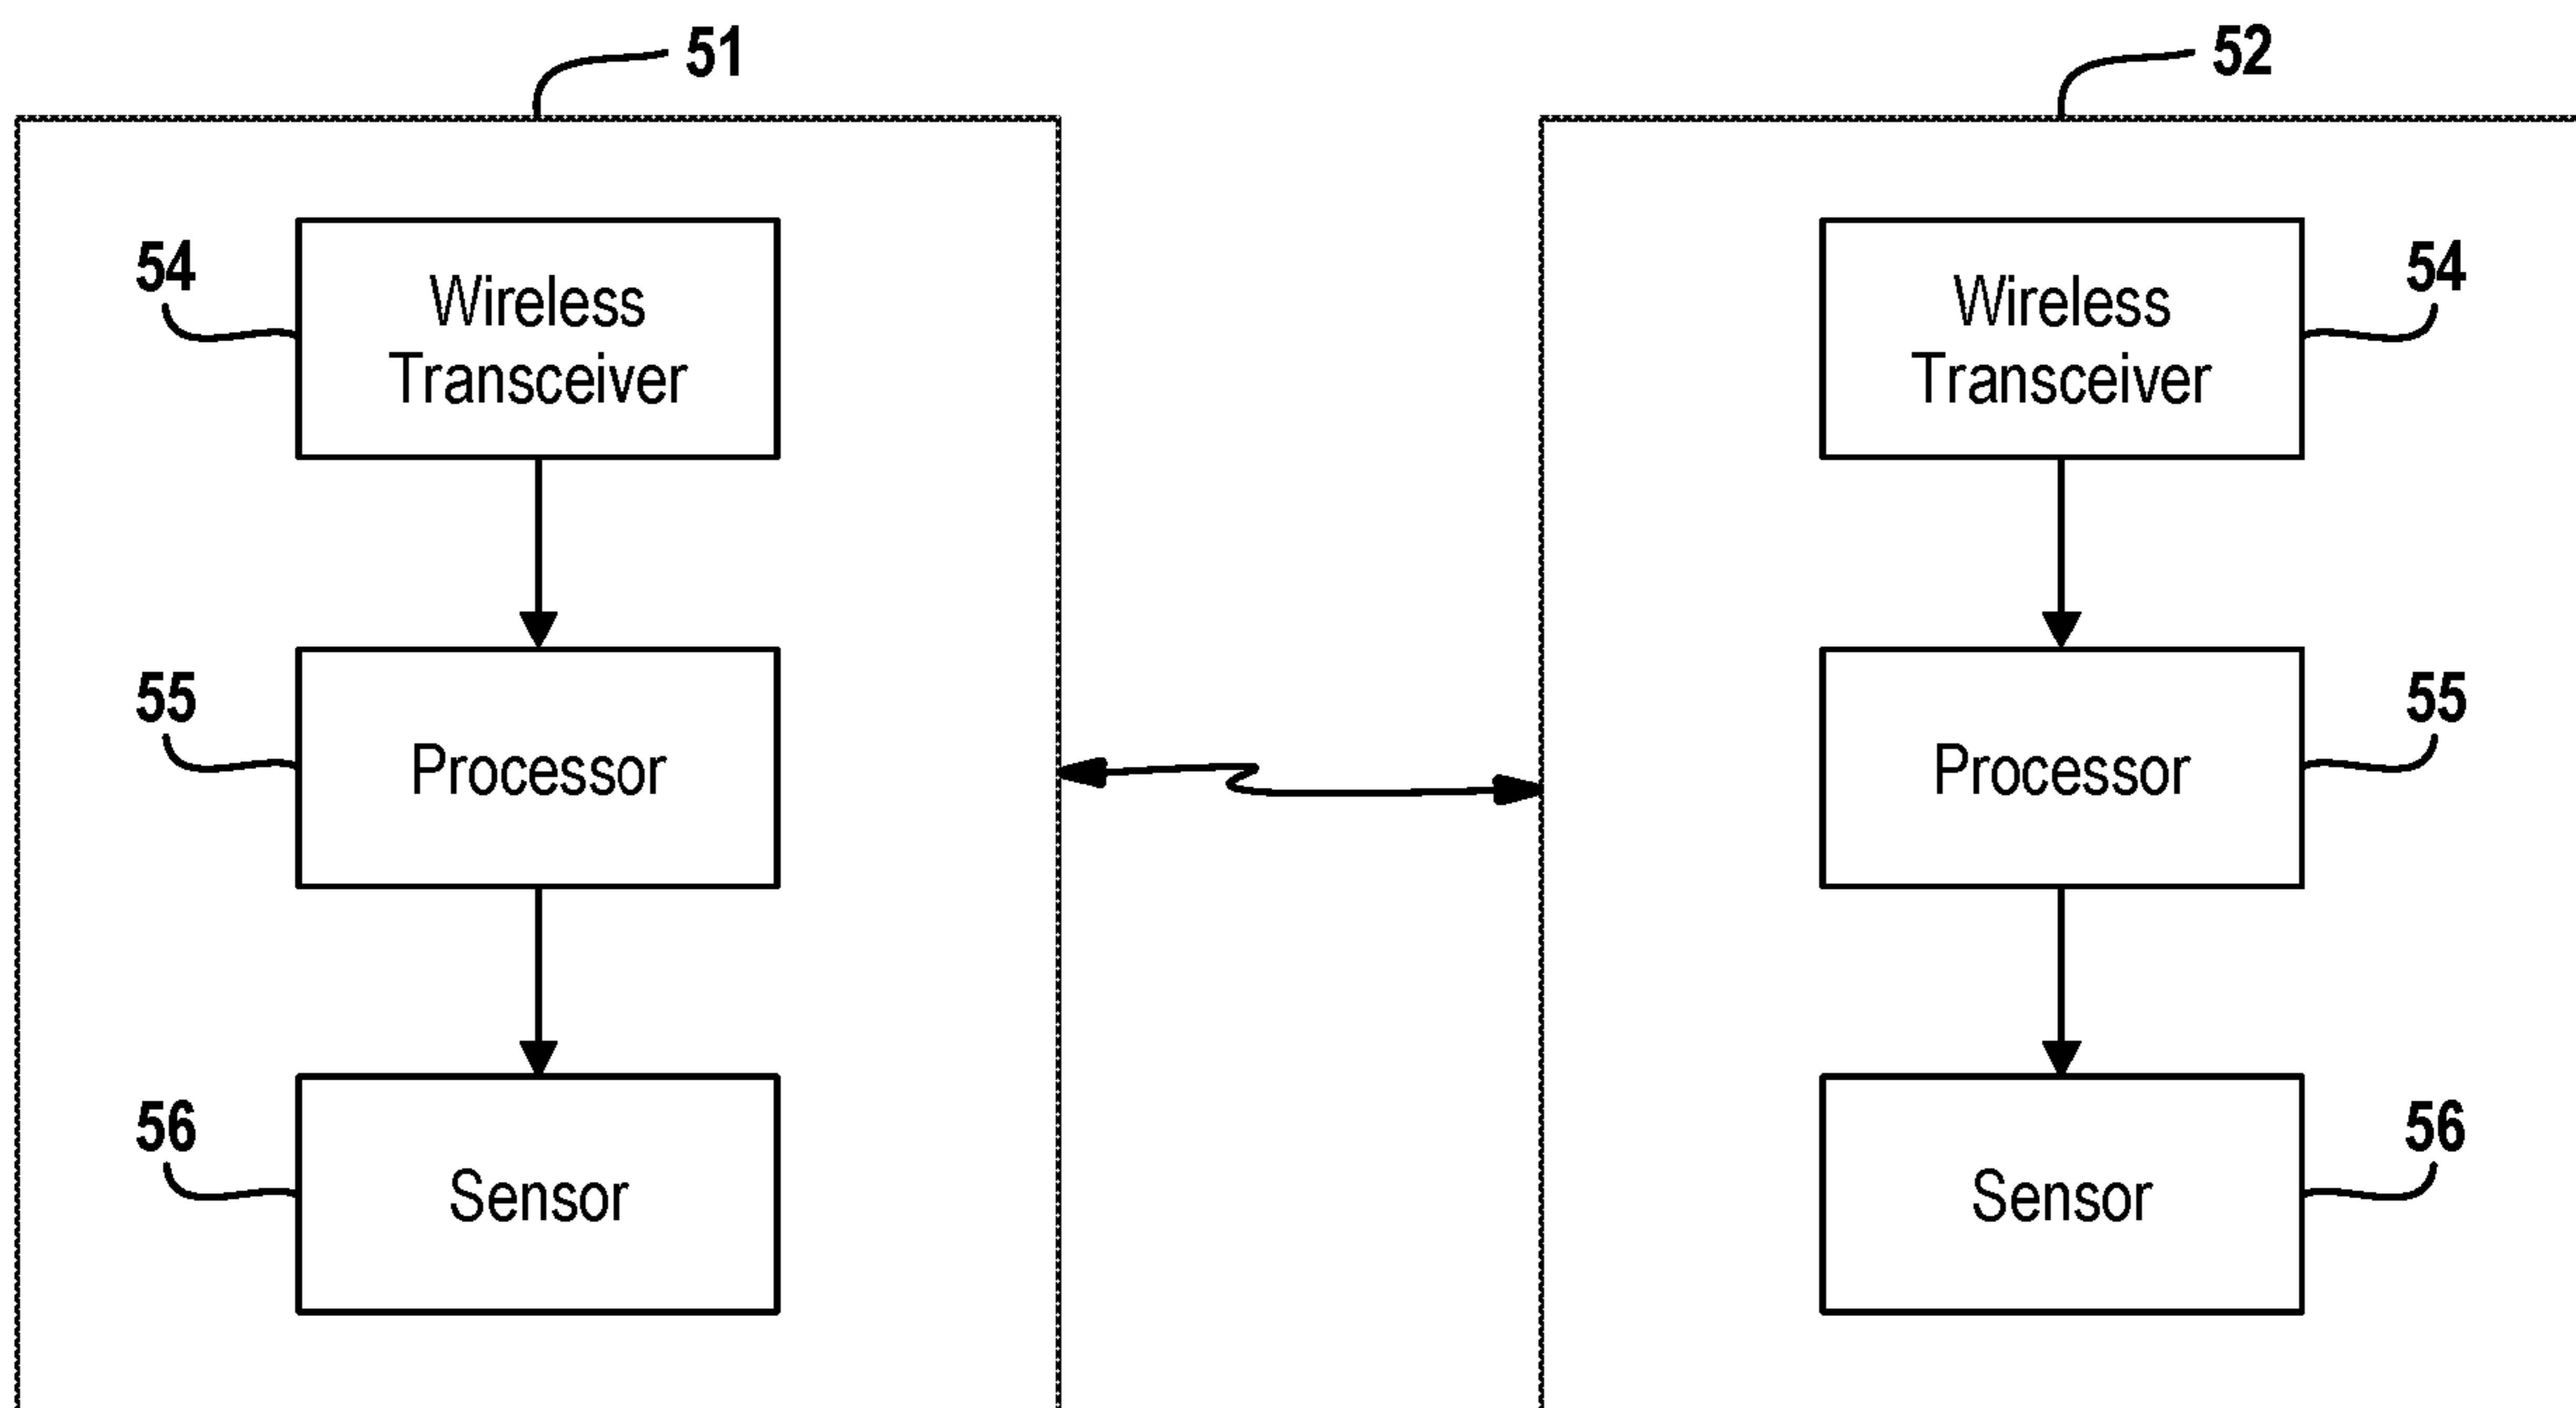 51
52
54
Wireless
Transceiver
Wireless
Transceiver
54
55
Processor
Processor
55
56
Sensor
Sensor
56